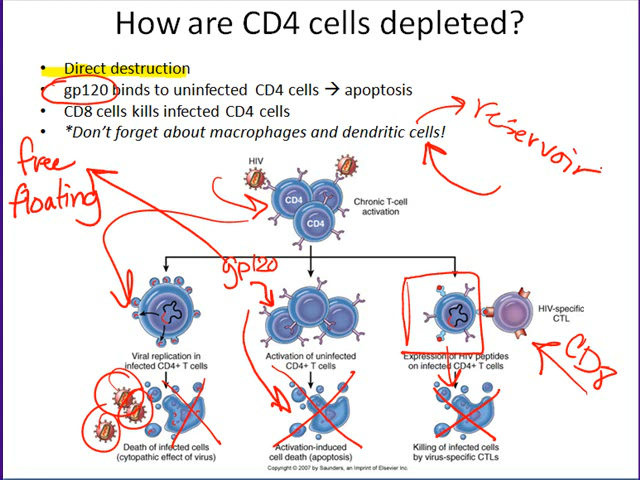 How are CD4 cells depleted?
• Direct destruction
• gp120 binds to uninfected CD4 cells → apoptosis
• CD8 cells kills infected CD4 cells
• *Don't forget about macrophages and dendritic cells!
reiservoir
free
floating
HIV
CD4
CD4
Chronic T-cell
activation
gp120
HIV-specific
CTL
CD8
Viral replication in
infected CD4+ T cells
Activation of uninfected
CD4+ T cells
Expression of HIV peptides
on infected CD4+ T cells
Death of infected cells
(cytopathic effect of virus)
Activation-induced
cell death (apoptosis)
Killing of infected cells
by virus-specific CTLs
Copyright © 2007 by Saunders, an imprint of Elsevier Inc.